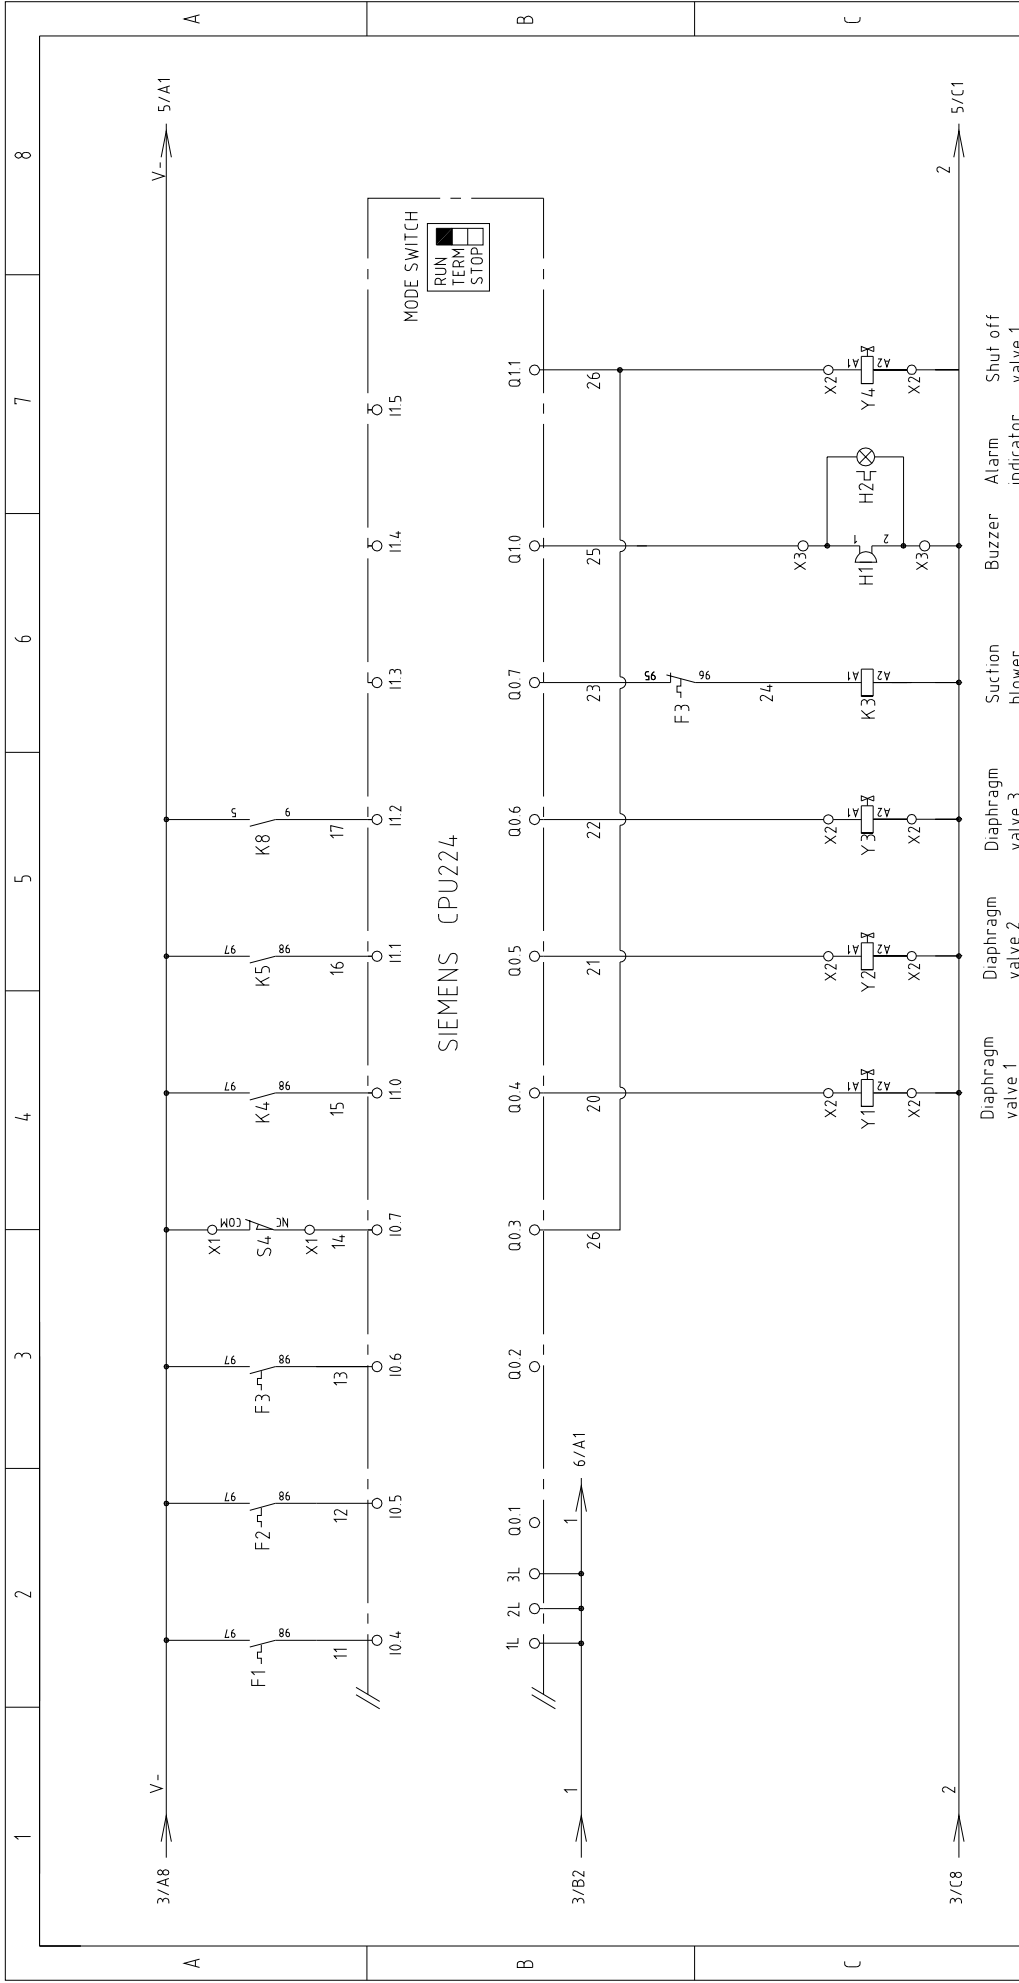 1 2 3 4 5 6 7 8
A
3/A8 V- V- 5/A1
97 97 97 COM 97 97 5
X1
F1 F2 F3 S4 K4 K5 K8
98 98 98 NC 98 98 9
X1
11 12 13 14 15 16 17
I0.4 I0.5 I0.6 I0.7 I1.0 I1.1 I1.2 I1.3 I1.4 I1.5
MODE SWITCH
RUN
TERM
STOP
SIEMENS CPU224
B
1L 2L 3L Q0.1 Q0.2 Q0.3 Q0.4 Q0.5 Q0.6 Q0.7 Q1.0 Q1.1
3/B2 1 1 6/A1
26 20 21 22 23 25 26
95
F3
96
24
C
X2 X2 X2 X3 X2
A1 A1 A1 A1 1 A1
Y1 Y2 Y3 K3 H1 H2 Y4
A2 A2 A2 A2 2 A2
X2 X2 X2 X3 X2
3/C8 2 2 5/C1
Diaphragm
valve 1
Diaphragm
valve 2
Diaphragm
valve 3
Suction
blower
Buzzer
Alarm
indicator
Shut off
valve 1
A
B
C